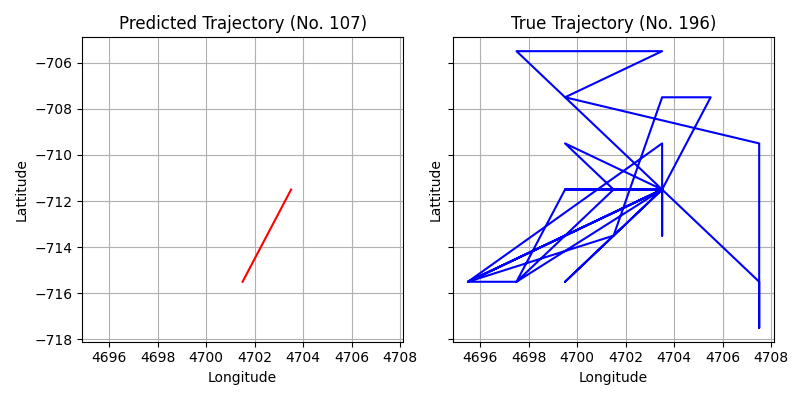 Predicted Trajectory (No. 107)
Lattitude
−706
−708
−710
−712
−714
−716
−718
4696 4698 4700 4702 4704 4706 4708
Longitude
True Trajectory (No. 196)
Lattitude
4696 4698 4700 4702 4704 4706 4708
Longitude